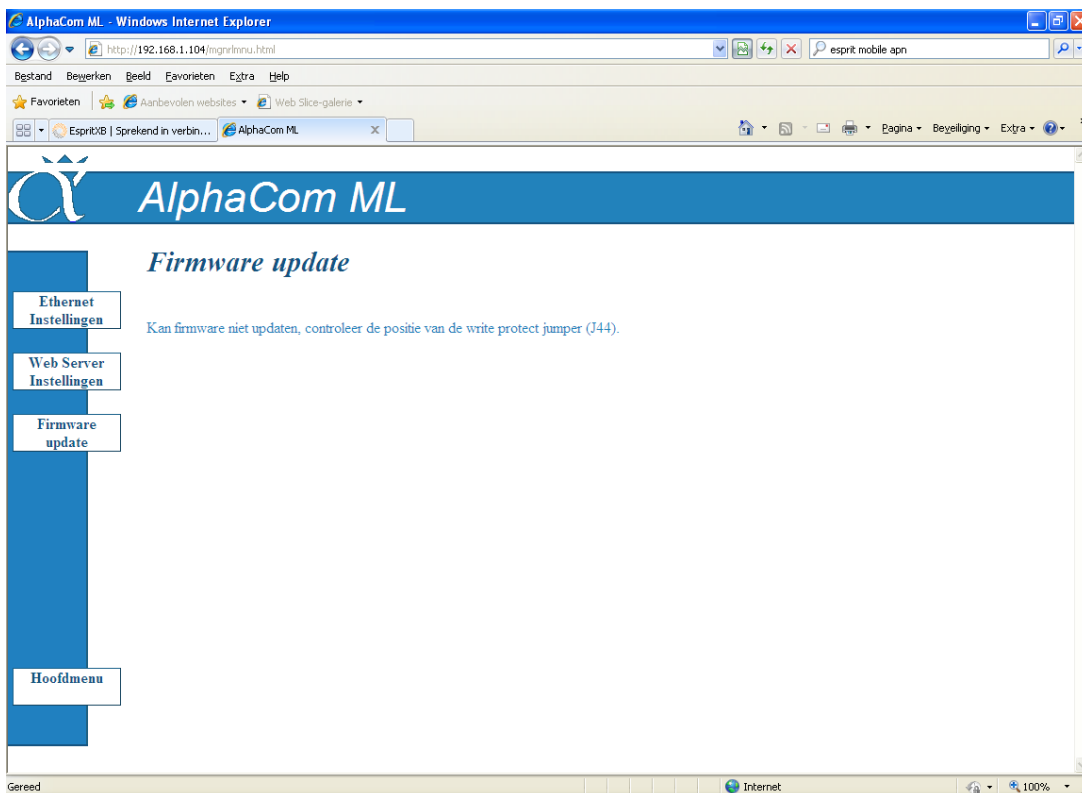 AlphaCom ML - Windows Internet Explorer
http://192.168.1.104/mgnrlmnu.html
esprit mobile apn
Bestand Bewerken Beeld Favorieten Extra Help
Favorieten Aanbevolen websites Web Slice-galerie
EspritXB | Sprekend in verbin... AlphaCom ML X Pagina Beveiliging Extra
AlphaCom ML
Firmware update
Ethernet
Instellingen
Kan firmware niet updaten, controleer de positie van de write protect jumper (J44).
Web Server
Instellingen
Firmware
update
Hoofdmenu
Gereed Internet 100%